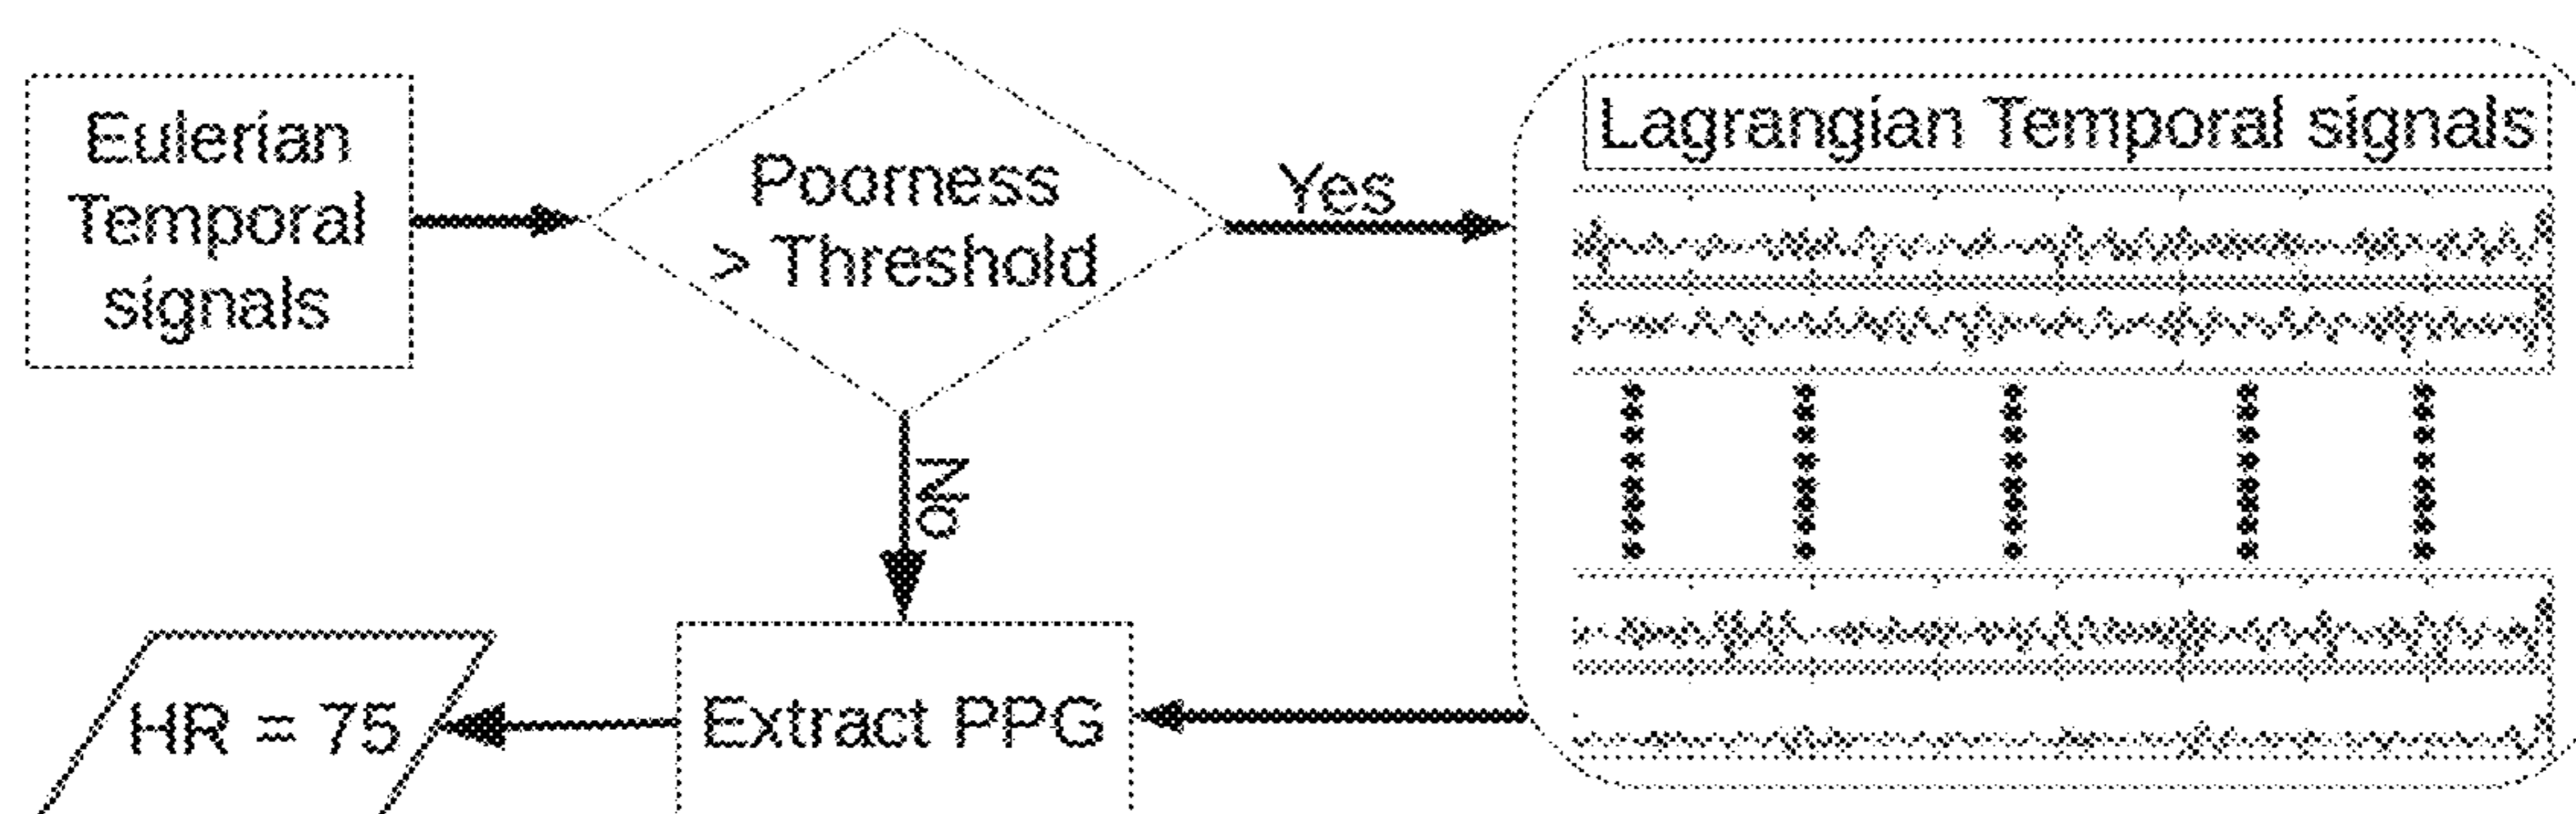 Eulerian
Temporal
signals
Poorness
> Threshold
Yes
No
Lagrangian Temporal signals
Extract PPG
HR = 75